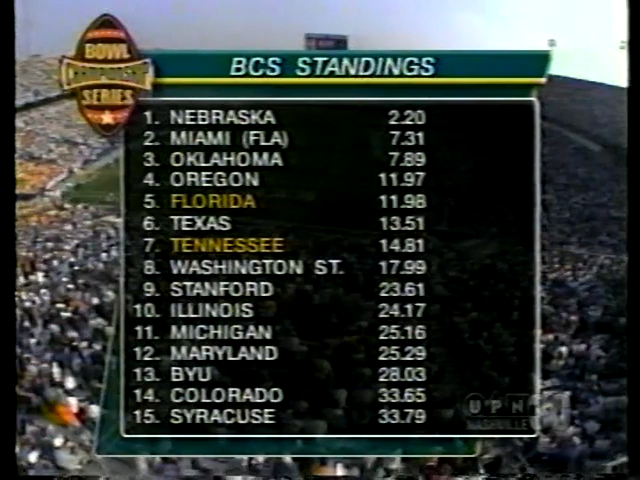 BOWL
CHAMPIONSHIP
SERIES
BCS STANDINGS
1. NEBRASKA 2.20
2. MIAMI (FLA) 7.31
3. OKLAHOMA 7.89
4. OREGON 11.97
5. FLORIDA 11.98
6. TEXAS 13.51
7. TENNESSEE 14.81
8. WASHINGTON ST. 17.99
9. STANFORD 23.61
10. ILLINOIS 24.17
11. MICHIGAN 25.16
12. MARYLAND 25.29
13. BYU 28.03
14. COLORADO 33.65
15. SYRACUSE 33.79
UPN
NASHVILLE